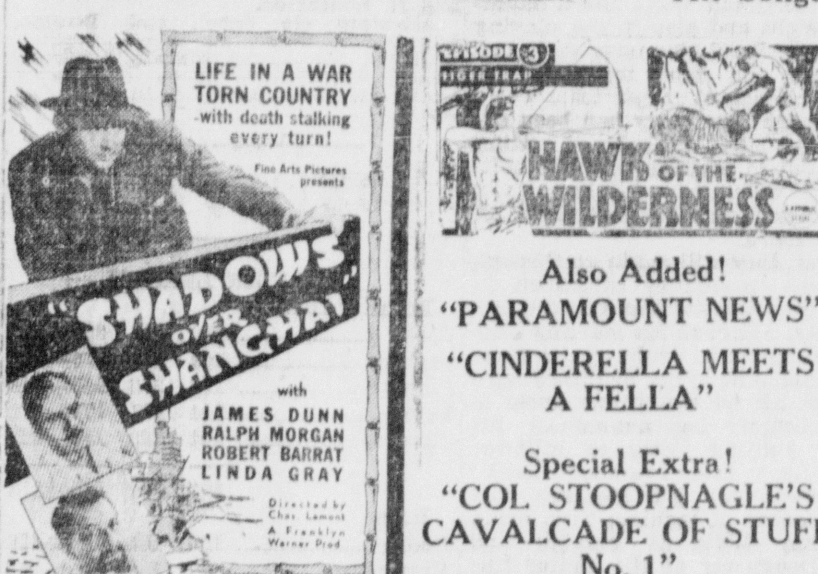 LIFE IN A WAR
TORN COUNTRY
-with death stalking
every turn!
Fine Arts Pictures
presents
"SHADOWS
OVER
SHANGHAI"
with
JAMES DUNN
RALPH MORGAN
ROBERT BARRAT
LINDA GRAY
Directed by
Chas. Lamont
A Franklyn
Warner Prod.
EPISODE 3
HAWK OF THE
WILDERNESS
Also Added!
"PARAMOUNT NEWS"
"CINDERELLA MEETS
A FELLA"
Special Extra!
"COL STOOPNAGLE'S
CAVALCADE OF STUFF
No. 1"